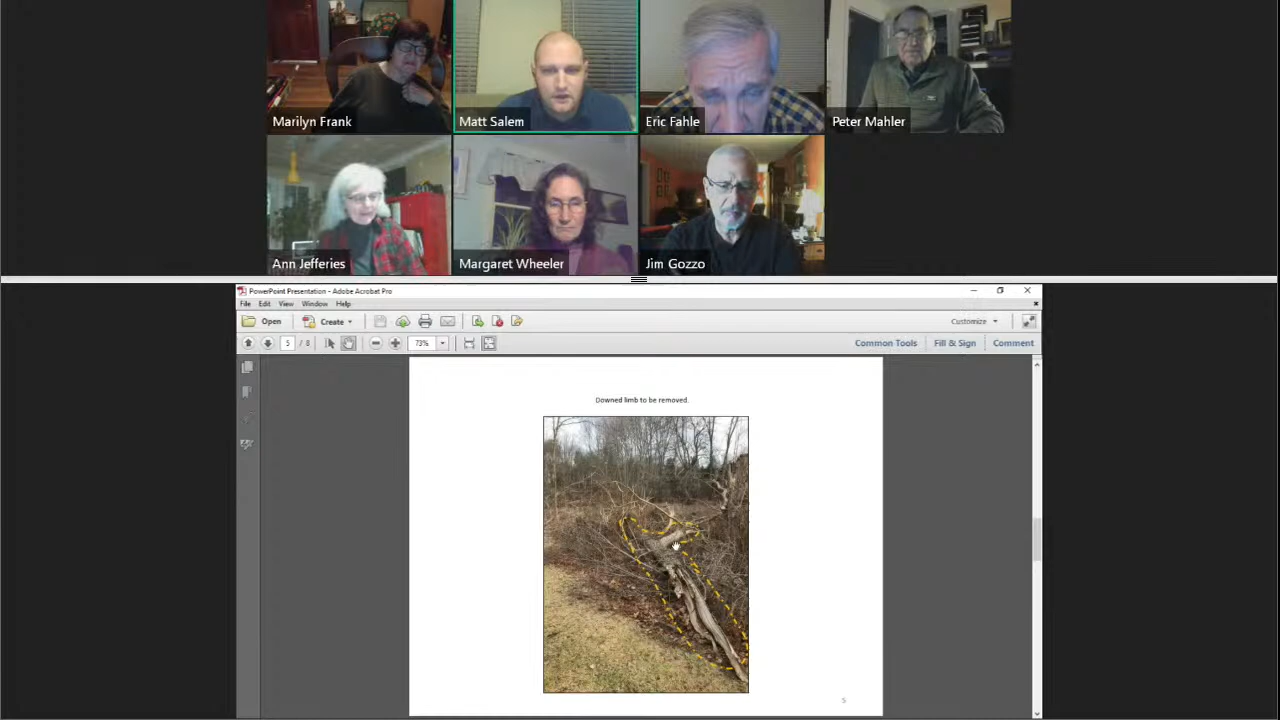 Marilyn Frank
Matt Salem
Eric Fahle
Peter Mahler
Ann Jefferies
Margaret Wheeler
Jim Gozzo
PowerPoint Presentation - Adobe Acrobat Pro
File Edit View Window Help
Open Create Customize
5 / 8 73% Common Tools Fill & Sign Comment
Downed limb to be removed.
5